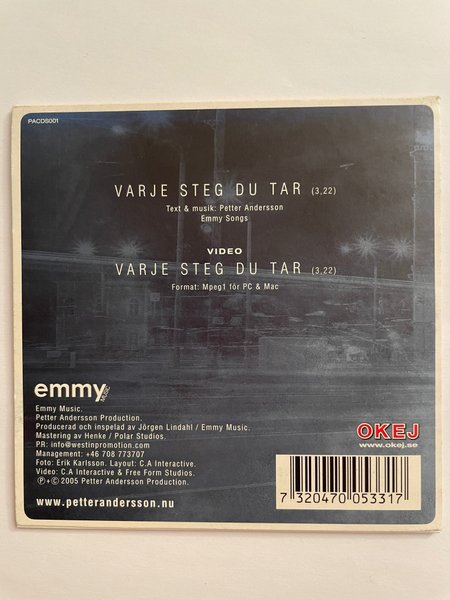 PACDS001
VARJE STEG DU TAR (3,22)
Text & musik: Petter Andersson
Emmy Songs
VIDEO
VARJE STEG DU TAR (3,22)
Format: Mpeg1 för PC & Mac
emmy MUSIC
Emmy Music.
Petter Andersson Production.
Producerad och inspelad av Jörgen Lindahl / Emmy Music.
Mastering av Henke / Polar Studios.
PR: info@westinpromotion.com
Management: +46 708 773707
Foto: Erik Karlsson. Layout: C.A Interactive.
Video: C.A Interactive & Free Form Studios.
℗+© 2005 Petter Andersson Production.
www.petterandersson.nu
OKEJ
www.okej.se
7 320470 053317